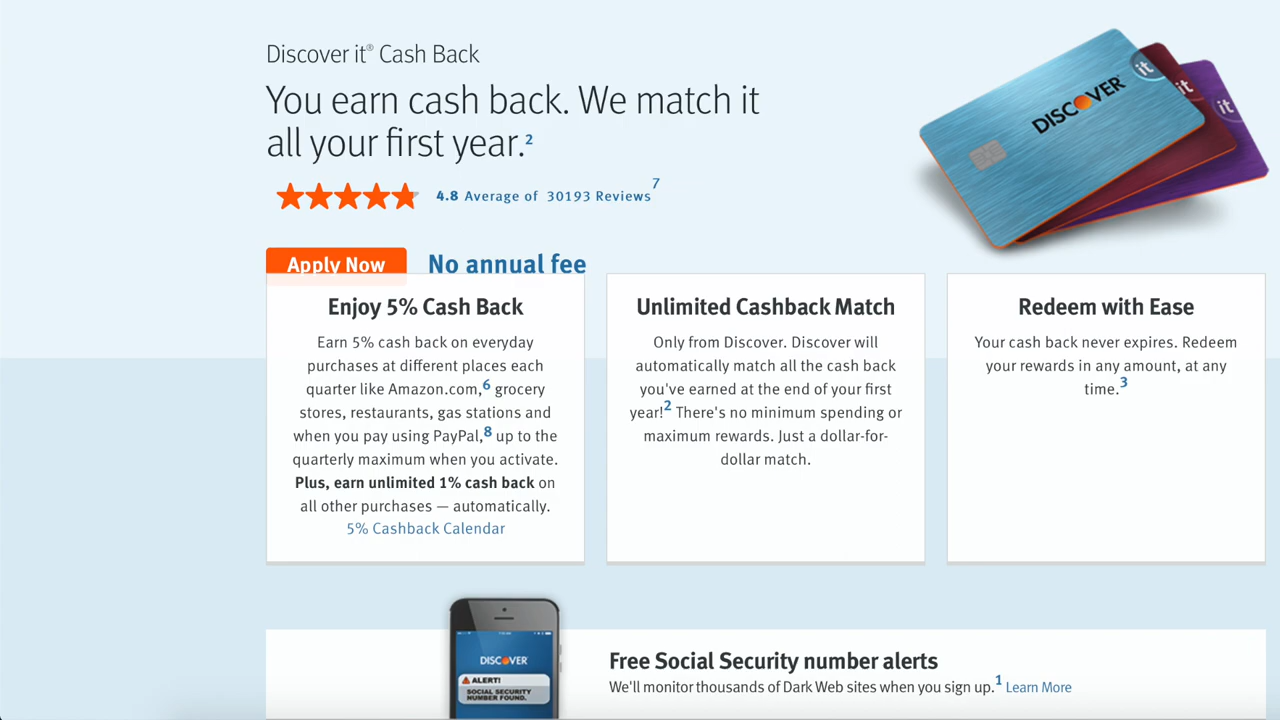 Discover it® Cash Back
You earn cash back. We match it
all your first year.2
4.8 Average of 30193 Reviews7
Apply Now
No annual fee
DISCOVER
it
it
it
Enjoy 5% Cash Back
Earn 5% cash back on everyday
purchases at different places each
quarter like Amazon.com,6 grocery
stores, restaurants, gas stations and
when you pay using PayPal,8 up to the
quarterly maximum when you activate.
Plus, earn unlimited 1% cash back on
all other purchases — automatically.
5% Cashback Calendar
Unlimited Cashback Match
Only from Discover. Discover will
automatically match all the cash back
you've earned at the end of your first
year!2 There's no minimum spending or
maximum rewards. Just a dollar-for-
dollar match.
Redeem with Ease
Your cash back never expires. Redeem
your rewards in any amount, at any
time.3
DISCOVER
ALERT!
SOCIAL SECURITY
NUMBER FOUND.
Free Social Security number alerts
We'll monitor thousands of Dark Web sites when you sign up.1 Learn More